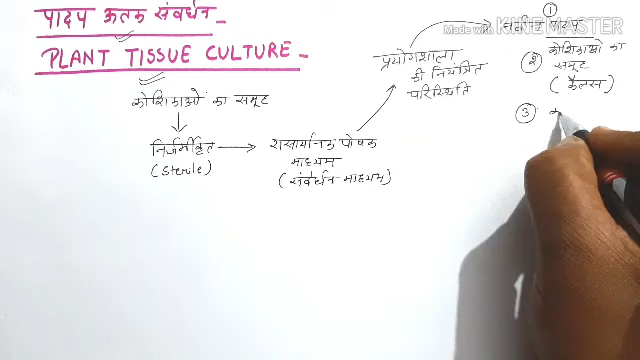 पादप ऊतक संवर्धन
PLANT TISSUE CULTURE
कोशिकाओं का समूह
निर्जर्मीकृत
(Sterile)
रासायनिक पोषक
माध्यम
(संवर्धन माध्यम)
प्रयोगशाला
की नियंत्रित
परिस्थिति
Made with KINEMASTER
①
पादप
② कोशिकाओं का
समूह
(कैलस)
③